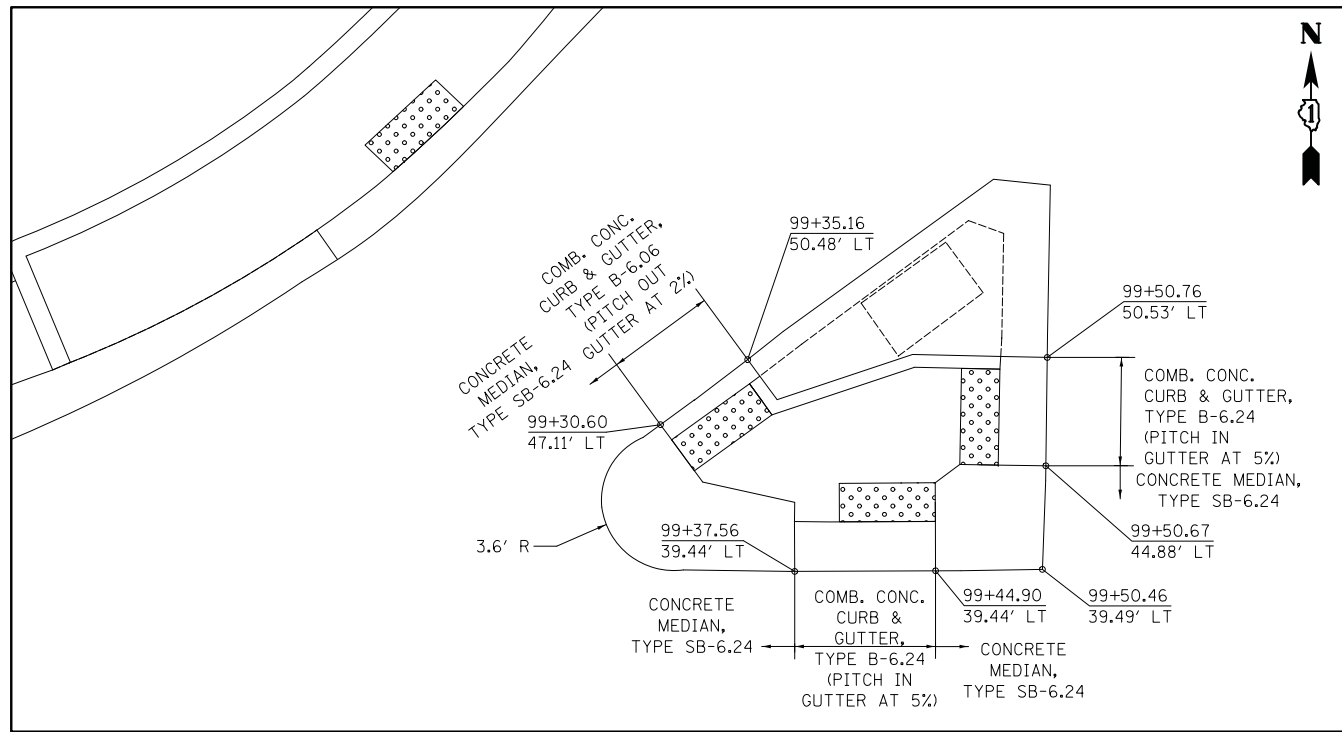 N
1
COMB. CONC.
CURB & GUTTER,
TYPE B-6.06
(PITCH OUT
GUTTER AT 2%)
CONCRETE
MEDIAN,
TYPE SB-6.24
99+35.16
50.48' LT
99+30.60
47.11' LT
99+50.76
50.53' LT
COMB. CONC.
CURB & GUTTER,
TYPE B-6.24
(PITCH IN
GUTTER AT 5%)
CONCRETE MEDIAN,
TYPE SB-6.24
3.6' R
99+37.56
39.44' LT
99+50.67
44.88' LT
99+44.90
39.44' LT
99+50.46
39.49' LT
CONCRETE
MEDIAN,
TYPE SB-6.24
COMB. CONC.
CURB &
GUTTER,
TYPE B-6.24
(PITCH IN
GUTTER AT 5%)
CONCRETE
MEDIAN,
TYPE SB-6.24